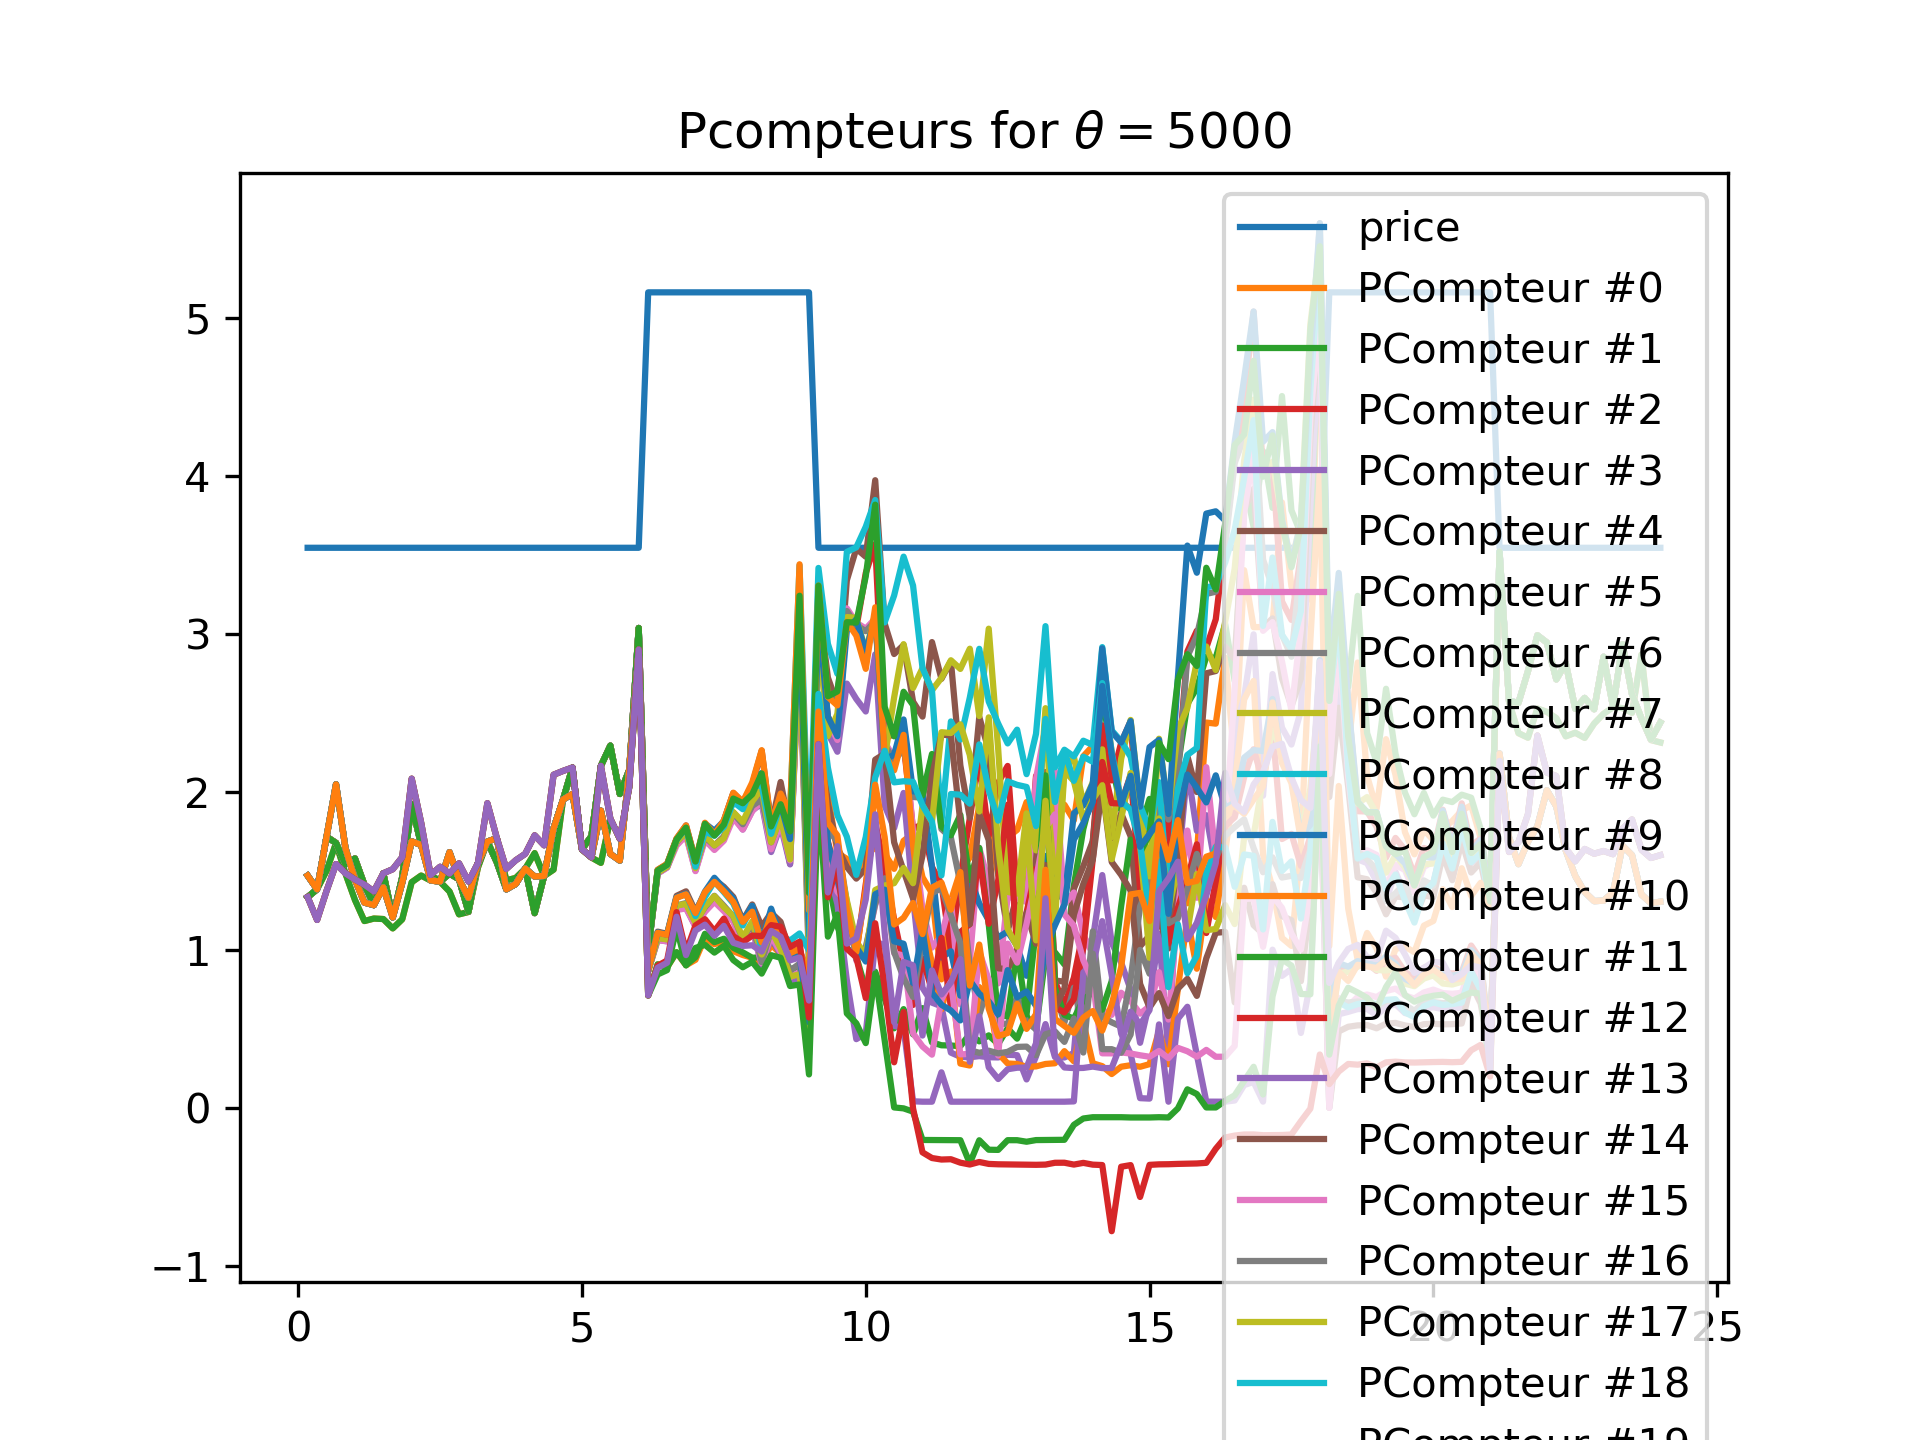 Pcompteurs for θ = 5000
5
4
3
2
1
0
−1
0 5 10 15 20 25
price
PCompteur #0
PCompteur #1
PCompteur #2
PCompteur #3
PCompteur #4
PCompteur #5
PCompteur #6
PCompteur #7
PCompteur #8
PCompteur #9
PCompteur #10
PCompteur #11
PCompteur #12
PCompteur #13
PCompteur #14
PCompteur #15
PCompteur #16
PCompteur #17
PCompteur #18
PCompteur #19